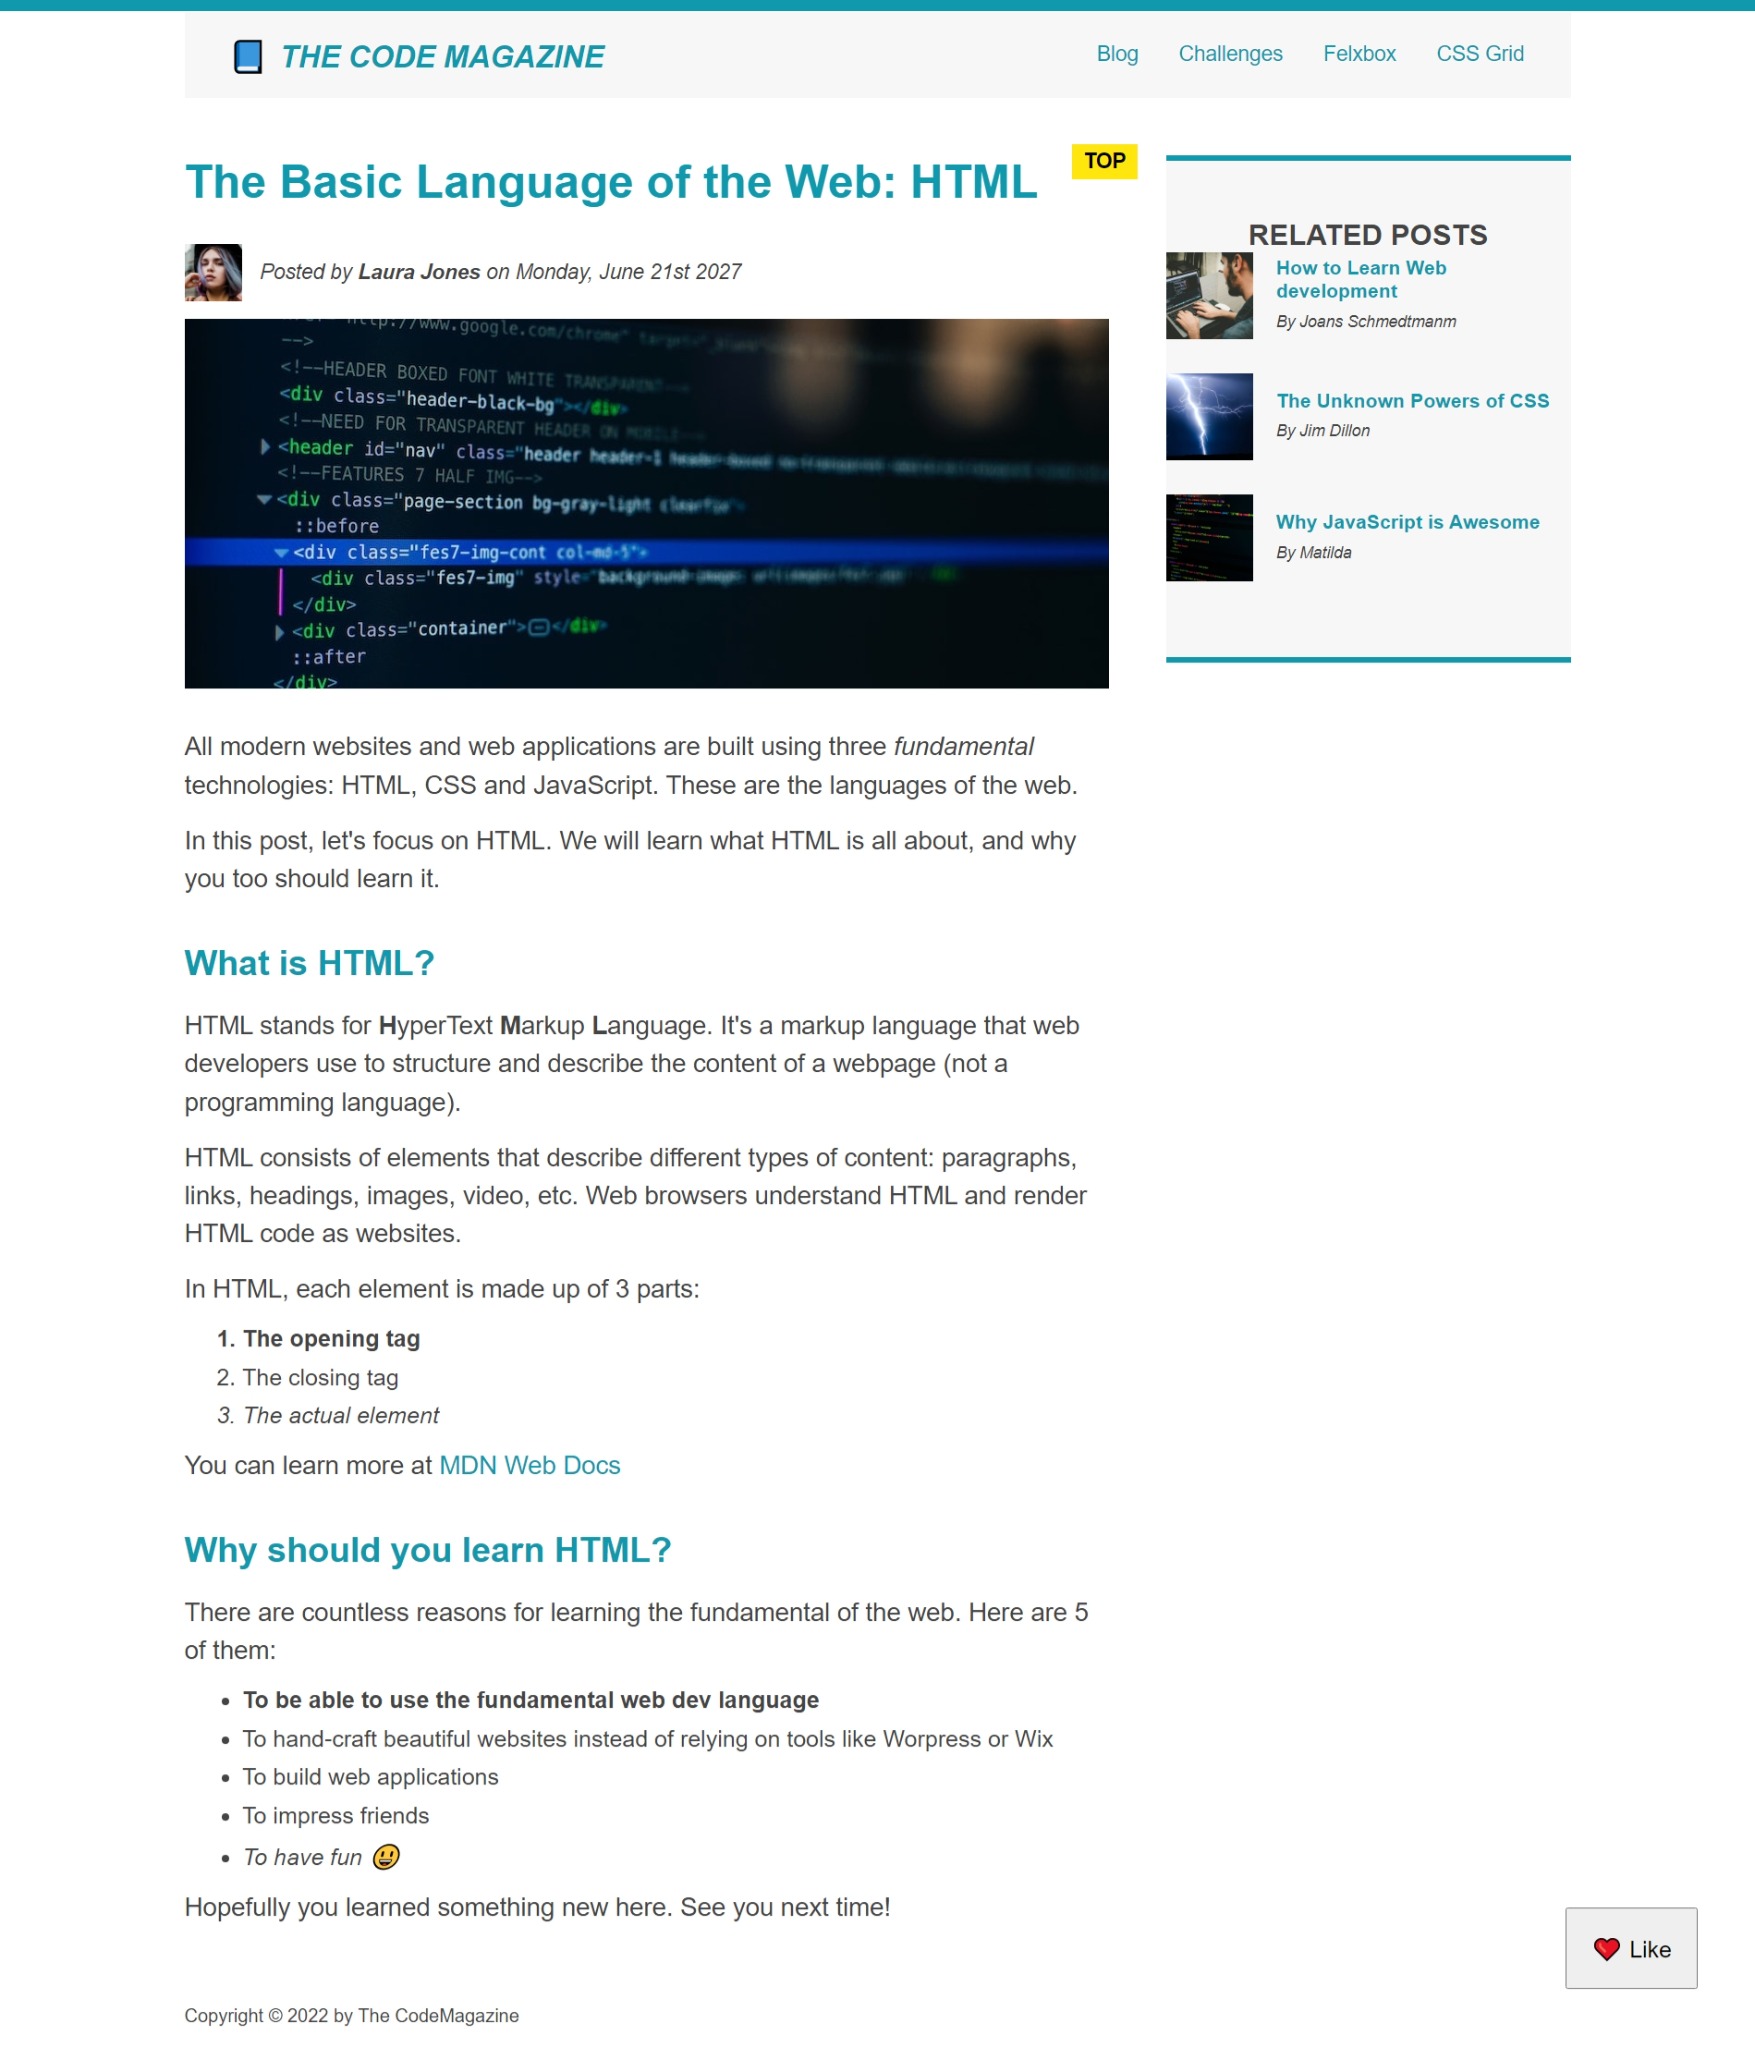 📘 THE CODE MAGAZINE
Blog Challenges Felxbox CSS Grid
The Basic Language of the Web: HTML
TOP
Posted by Laura Jones on Monday, June 21st 2027
http://www.google.com/chrome"
-->
<!--HEADER BOXED FONT WHITE TRANSPARENT-->
<div class="header-black-bg"></div>
<!--NEED FOR TRANSPARENT HEADER ON MOBILE-->
<header id="nav" class="header header-1 header-boxed
<!--FEATURES 7 HALF IMG-->
<div class="page-section bg-gray-light clearfix">
::before
<div class="fes7-img-cont col-md-5">
<div class="fes7-img" style="background-image:
</div>
<div class="container"></div>
::after
</div>
All modern websites and web applications are built using three fundamental
technologies: HTML, CSS and JavaScript. These are the languages of the web.
In this post, let's focus on HTML. We will learn what HTML is all about, and why
you too should learn it.
What is HTML?
HTML stands for HyperText Markup Language. It's a markup language that web
developers use to structure and describe the content of a webpage (not a
programming language).
HTML consists of elements that describe different types of content: paragraphs,
links, headings, images, video, etc. Web browsers understand HTML and render
HTML code as websites.
In HTML, each element is made up of 3 parts:
1. The opening tag
2. The closing tag
3. The actual element
You can learn more at MDN Web Docs
Why should you learn HTML?
There are countless reasons for learning the fundamental of the web. Here are 5
of them:
• To be able to use the fundamental web dev language
• To hand-craft beautiful websites instead of relying on tools like Worpress or Wix
• To build web applications
• To impress friends
• To have fun 😃
Hopefully you learned something new here. See you next time!
RELATED POSTS
How to Learn Web
development
By Joans Schmedtmanm
The Unknown Powers of CSS
By Jim Dillon
Why JavaScript is Awesome
By Matilda
❤️ Like
Copyright © 2022 by The CodeMagazine